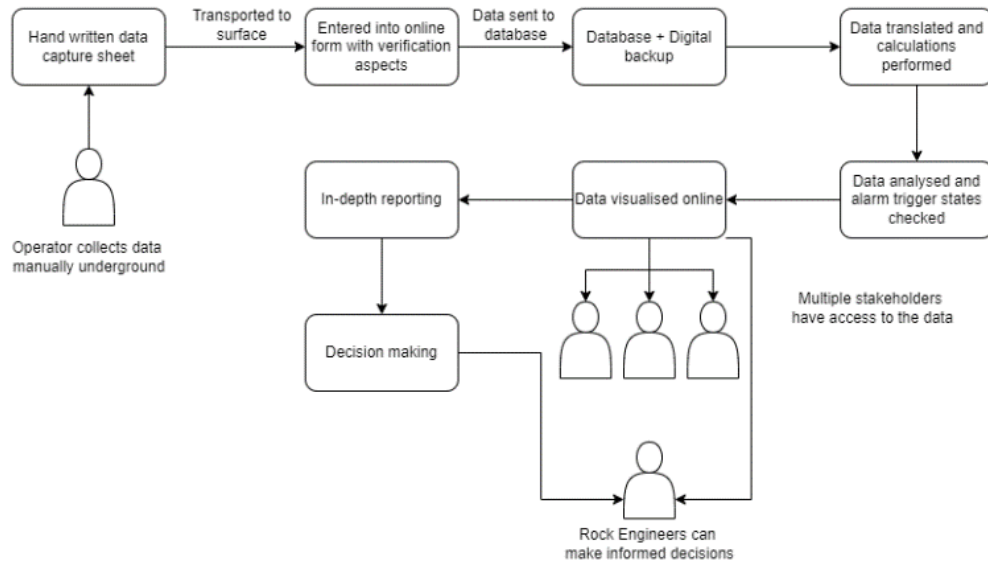 Transported to
surface
Data sent to
database
Hand written data
capture sheet
Entered into online
form with verification
aspects
Database + Digital
backup
Data translated and
calculations
performed
In-depth reporting
Data visualised online
Data analysed and
alarm trigger states
checked
Operator collects data
manually underground
Multiple stakeholders
have access to the data
Decision making
Rock Engineers can
make informed decisions